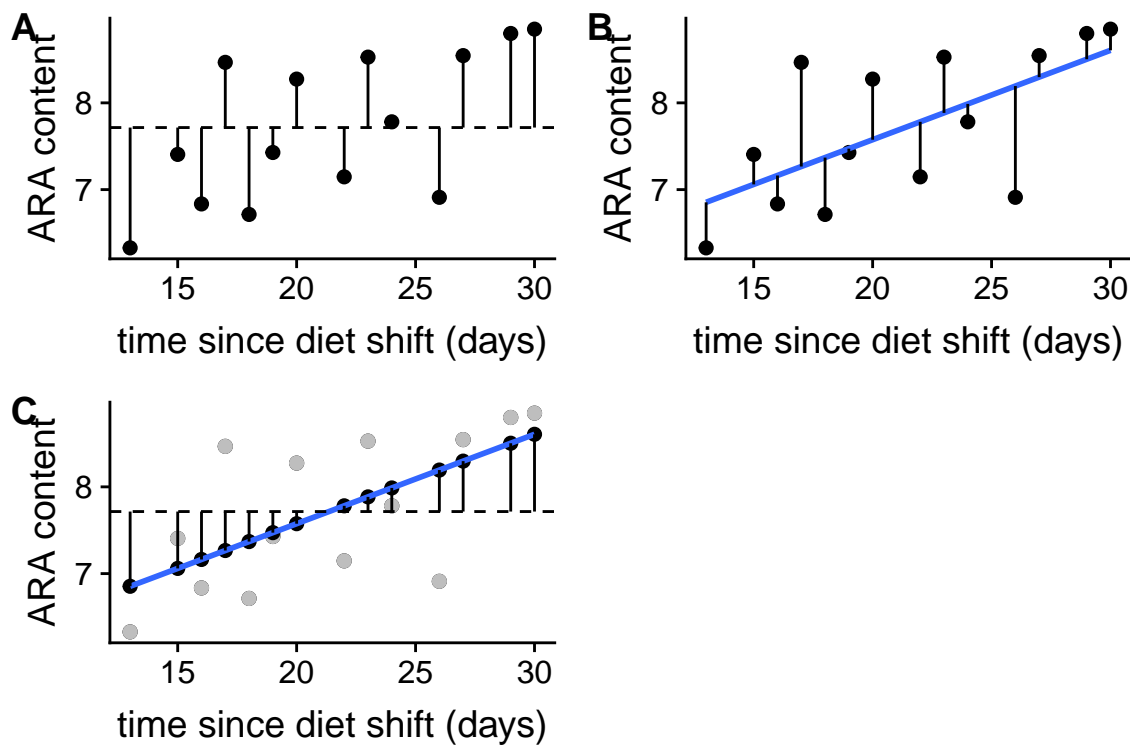 A
ARA content
8
7
15 20 25 30
time since diet shift (days)
B
ARA content
8
7
15 20 25 30
time since diet shift (days)
C
ARA content
8
7
15 20 25 30
time since diet shift (days)